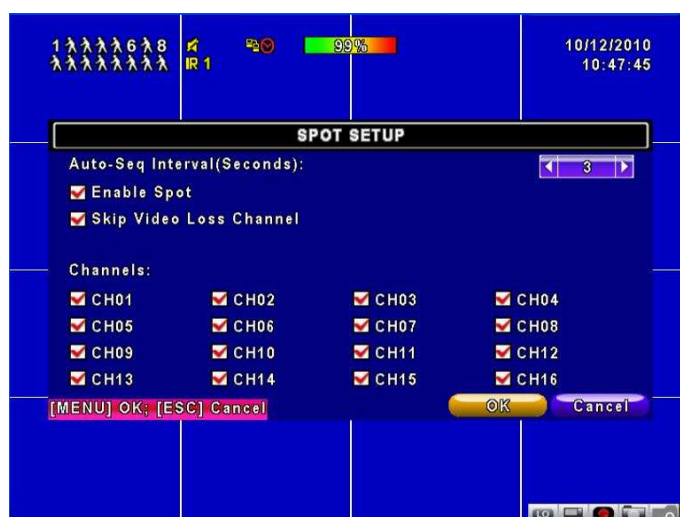 1 6 8 99% 10/12/2010
IR 1 10:47:45
SPOT SETUP
Auto-Seq Interval(Seconds): 3
Enable Spot
Skip Video Loss Channel
Channels:
CH01 CH02 CH03 CH04
CH05 CH06 CH07 CH08
CH09 CH10 CH11 CH12
CH13 CH14 CH15 CH16
[MENU] OK; [ESC] Cancel OK Cancel